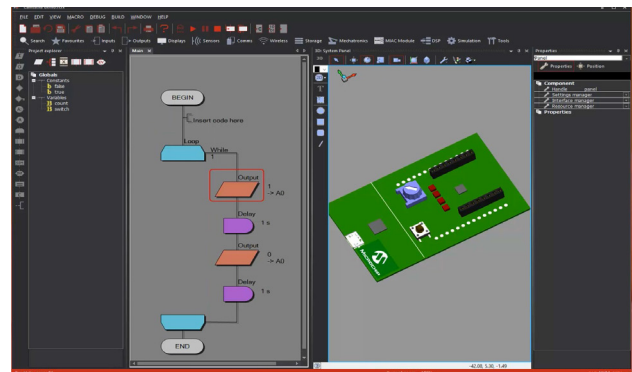 FILE EDIT VIEW MACRO DEBUG BUILD WINDOW HELP
Search Favourites Inputs Outputs Displays Sensors Comms Wireless Storage Mechatronics MIAC Module DSP Simulation Tools
Project explorer
Globals
Constants
false
true
Variables
count
switch
Main
BEGIN
Insert code here
Loop
While
1
Output
1
-> A0
Delay
1 s
Output
0
-> A0
Delay
1 s
END
System Panel
MICROCHIP
-42.00, 5.30, -1.49
Properties
Panel
Properties Position
Component
Handle panel
Settings manager
Interface manager
Resource manager
Properties